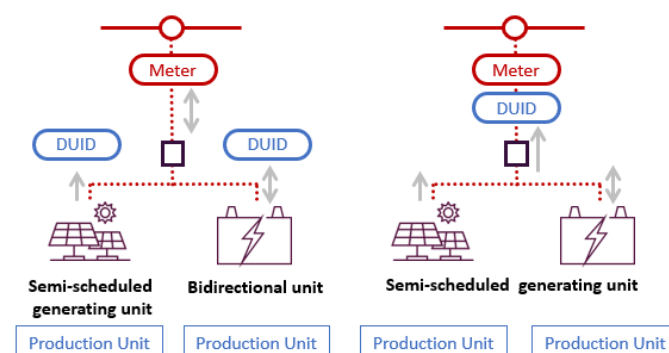 Meter
DUID
DUID
Semi-scheduled
generating unit
Bidirectional unit
Production Unit
Production Unit
Meter
DUID
Semi-scheduled generating unit
Production Unit
Production Unit